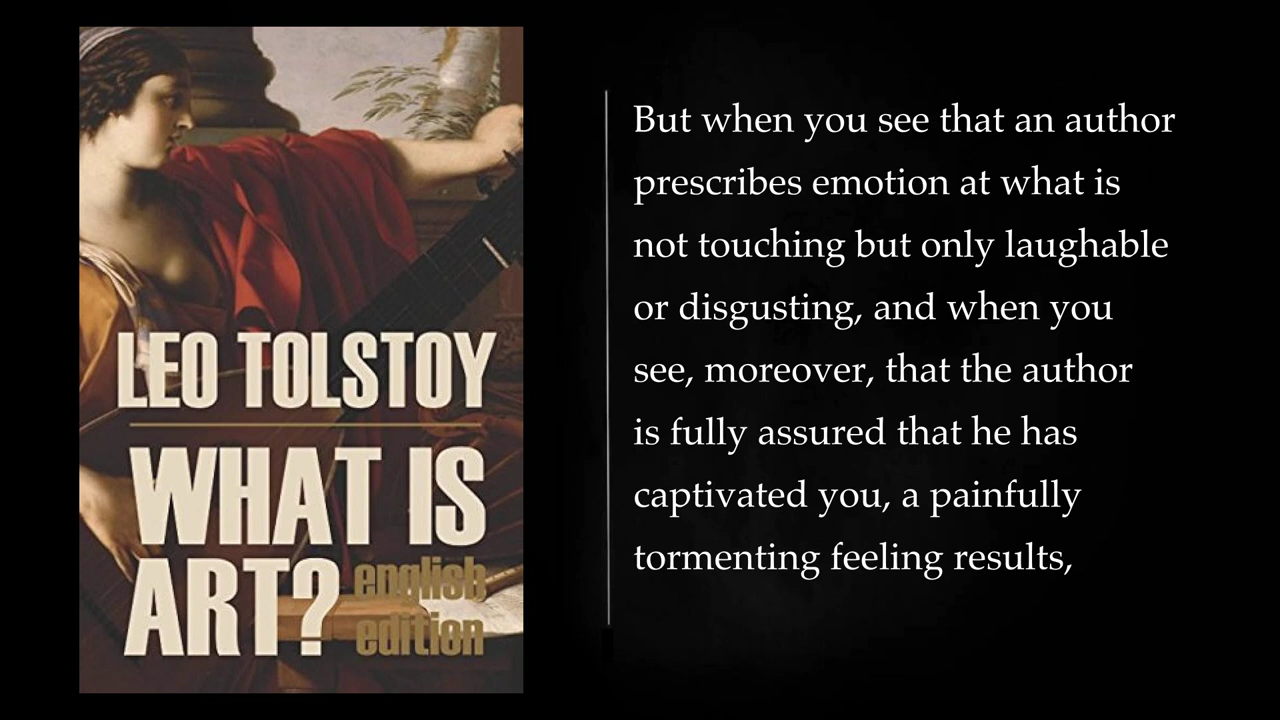 LEO TOLSTOY
WHAT IS
ART?
english
edition
But when you see that an author
prescribes emotion at what is
not touching but only laughable
or disgusting, and when you
see, moreover, that the author
is fully assured that he has
captivated you, a painfully
tormenting feeling results,